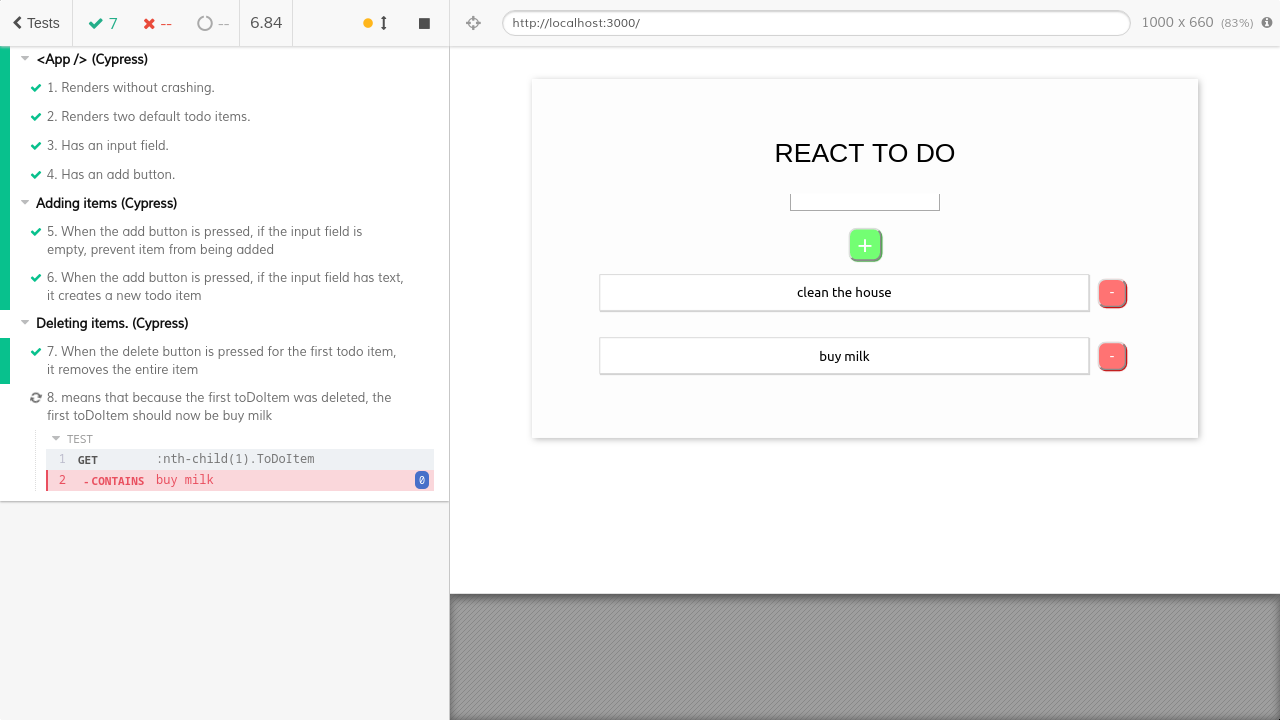 Tests
7
--
--
6.84
http://localhost:3000/
1000 x 660 (83%)
<App /> (Cypress)
1. Renders without crashing.
2. Renders two default todo items.
3. Has an input field.
4. Has an add button.
Adding items (Cypress)
5. When the add button is pressed, if the input field is
empty, prevent item from being added
6. When the add button is pressed, if the input field has text,
it creates a new todo item
Deleting items. (Cypress)
7. When the delete button is pressed for the first todo item,
it removes the entire item
8. means that because the first toDoItem was deleted, the
first toDoItem should now be buy milk
TEST
1 GET :nth-child(1).ToDoItem
2 -CONTAINS buy milk 0
REACT TO DO
+
clean the house -
buy milk -